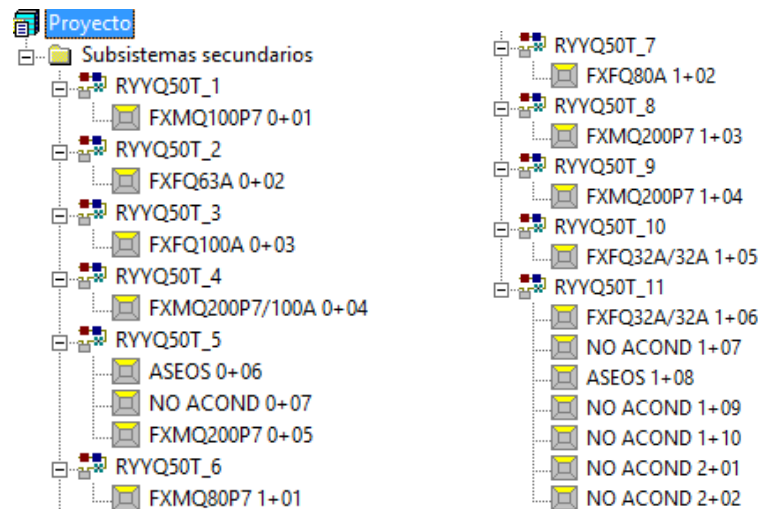 Proyecto
Subsistemas secundarios
RYYQ50T_1
FXMQ100P7 0+01
RYYQ50T_2
FXFQ63A 0+02
RYYQ50T_3
FXFQ100A 0+03
RYYQ50T_4
FXMQ200P7/100A 0+04
RYYQ50T_5
ASEOS 0+06
NO ACOND 0+07
FXMQ200P7 0+05
RYYQ50T_6
FXMQ80P7 1+01
RYYQ50T_7
FXFQ80A 1+02
RYYQ50T_8
FXMQ200P7 1+03
RYYQ50T_9
FXMQ200P7 1+04
RYYQ50T_10
FXFQ32A/32A 1+05
RYYQ50T_11
FXFQ32A/32A 1+06
NO ACOND 1+07
ASEOS 1+08
NO ACOND 1+09
NO ACOND 1+10
NO ACOND 2+01
NO ACOND 2+02